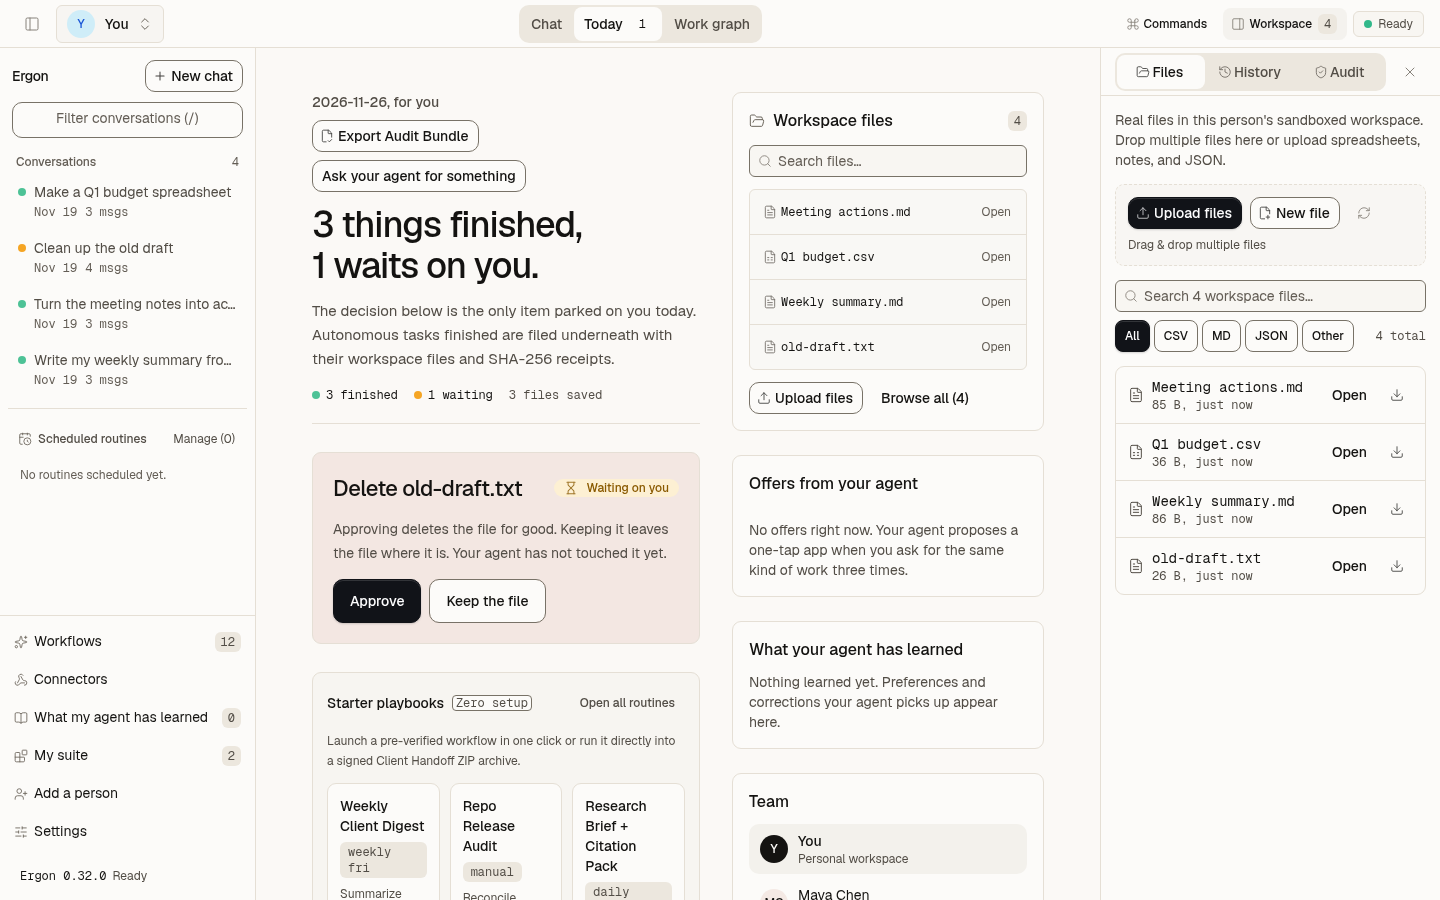 Y You
Chat
Today 1
Work graph
Commands
Workspace 4
Ready
Ergon
New chat
Filter conversations (/)
Conversations 4
Make a Q1 budget spreadsheet
Nov 19 3 msgs
Clean up the old draft
Nov 19 4 msgs
Turn the meeting notes into ac…
Nov 19 3 msgs
Write my weekly summary fro…
Nov 19 3 msgs
Scheduled routines Manage (0)
No routines scheduled yet.
Workflows 12
Connectors
What my agent has learned 0
My suite 2
Add a person
Settings
Ergon 0.32.0 Ready
2026-11-26, for you
Export Audit Bundle
Ask your agent for something
3 things finished,
1 waits on you.
The decision below is the only item parked on you today.
Autonomous tasks finished are filed underneath with
their workspace files and SHA-256 receipts.
3 finished 1 waiting 3 files saved
Delete old-draft.txt Waiting on you
Approving deletes the file for good. Keeping it leaves
the file where it is. Your agent has not touched it yet.
Approve
Keep the file
Starter playbooks Zero setup Open all routines
Launch a pre-verified workflow in one click or run it directly into
a signed Client Handoff ZIP archive.
Weekly
Client Digest
weekly
fri
Summarize
Repo
Release
Audit
manual
Reconcile
Research
Brief +
Citation
Pack
daily
Workspace files 4
Search files…
Meeting actions.md Open
Q1 budget.csv Open
Weekly summary.md Open
old-draft.txt Open
Upload files
Browse all (4)
Offers from your agent
No offers right now. Your agent proposes a
one-tap app when you ask for the same
kind of work three times.
What your agent has learned
Nothing learned yet. Preferences and
corrections your agent picks up appear
here.
Team
Y You
Personal workspace
Maya Chen
Files
History
Audit
Real files in this person's sandboxed workspace.
Drop multiple files here or upload spreadsheets,
notes, and JSON.
Upload files
New file
Drag & drop multiple files
Search 4 workspace files…
All CSV MD JSON Other 4 total
Meeting actions.md
85 B, just now
Open
Q1 budget.csv
36 B, just now
Open
Weekly summary.md
86 B, just now
Open
old-draft.txt
26 B, just now
Open